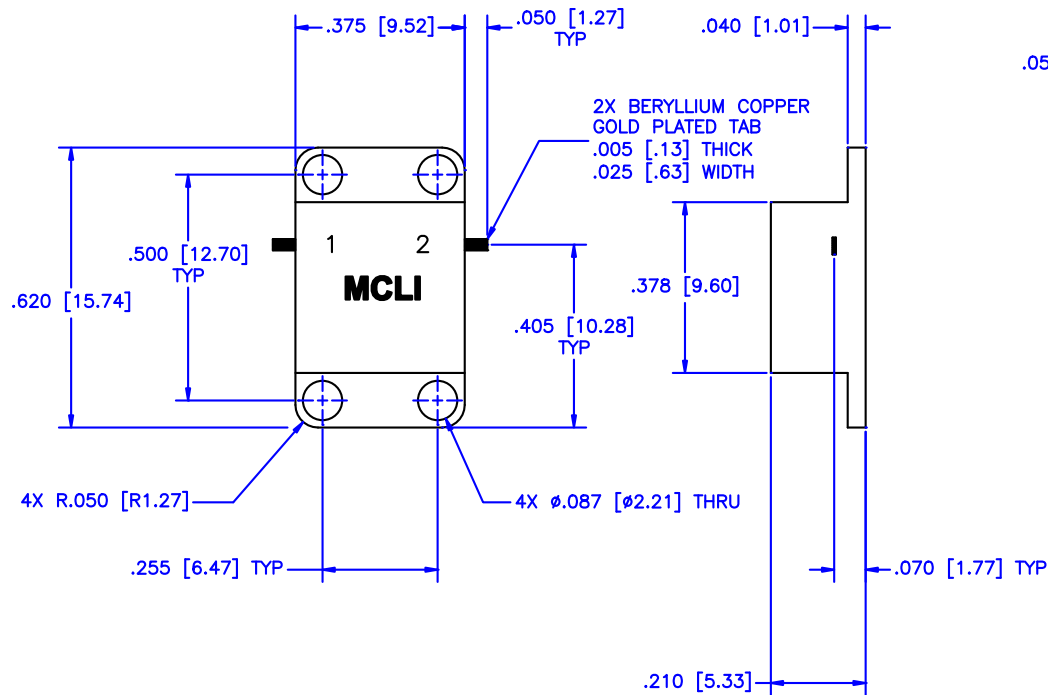 .375 [9.52]
.050 [1.27]
TYP
.040 [1.01]
.05
2X BERYLLIUM COPPER
GOLD PLATED TAB
.005 [.13] THICK
.025 [.63] WIDTH
1 2
MCLI
.500 [12.70]
TYP
.620 [15.74]
.378 [9.60]
.405 [10.28]
TYP
4X R.050 [R1.27]
4X ø.087 [ø2.21] THRU
.255 [6.47] TYP
.070 [1.77] TYP
.210 [5.33]